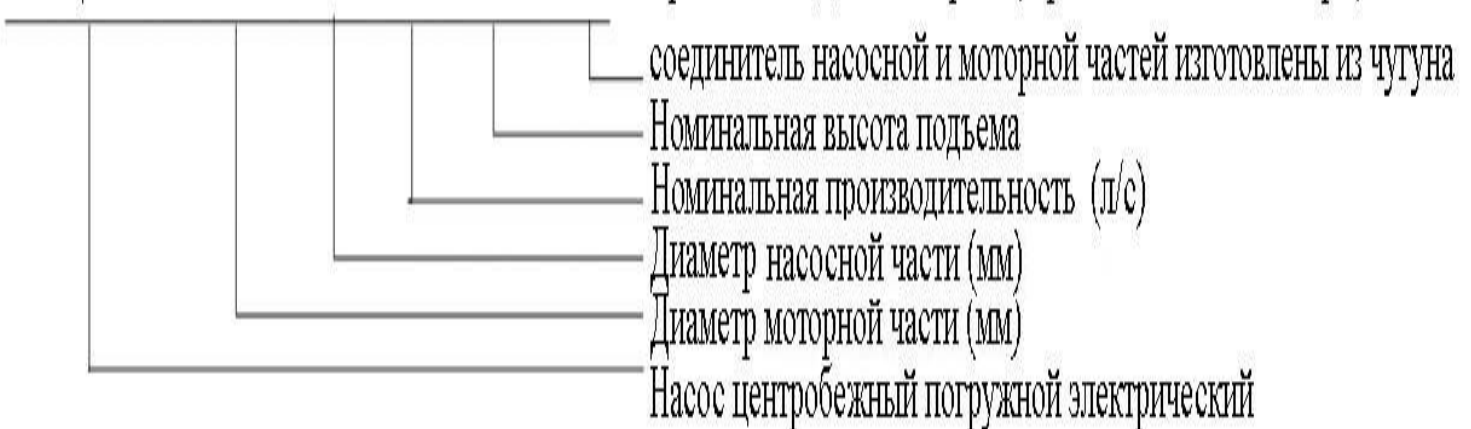 соединитель насосной и моторной частей изготовлены из чугуна
Номинальная высота подъема
Номинальная производительность (л/с)
Диаметр насосной части (мм)
Диаметр моторной части (мм)
Насос центробежный погружной электрический